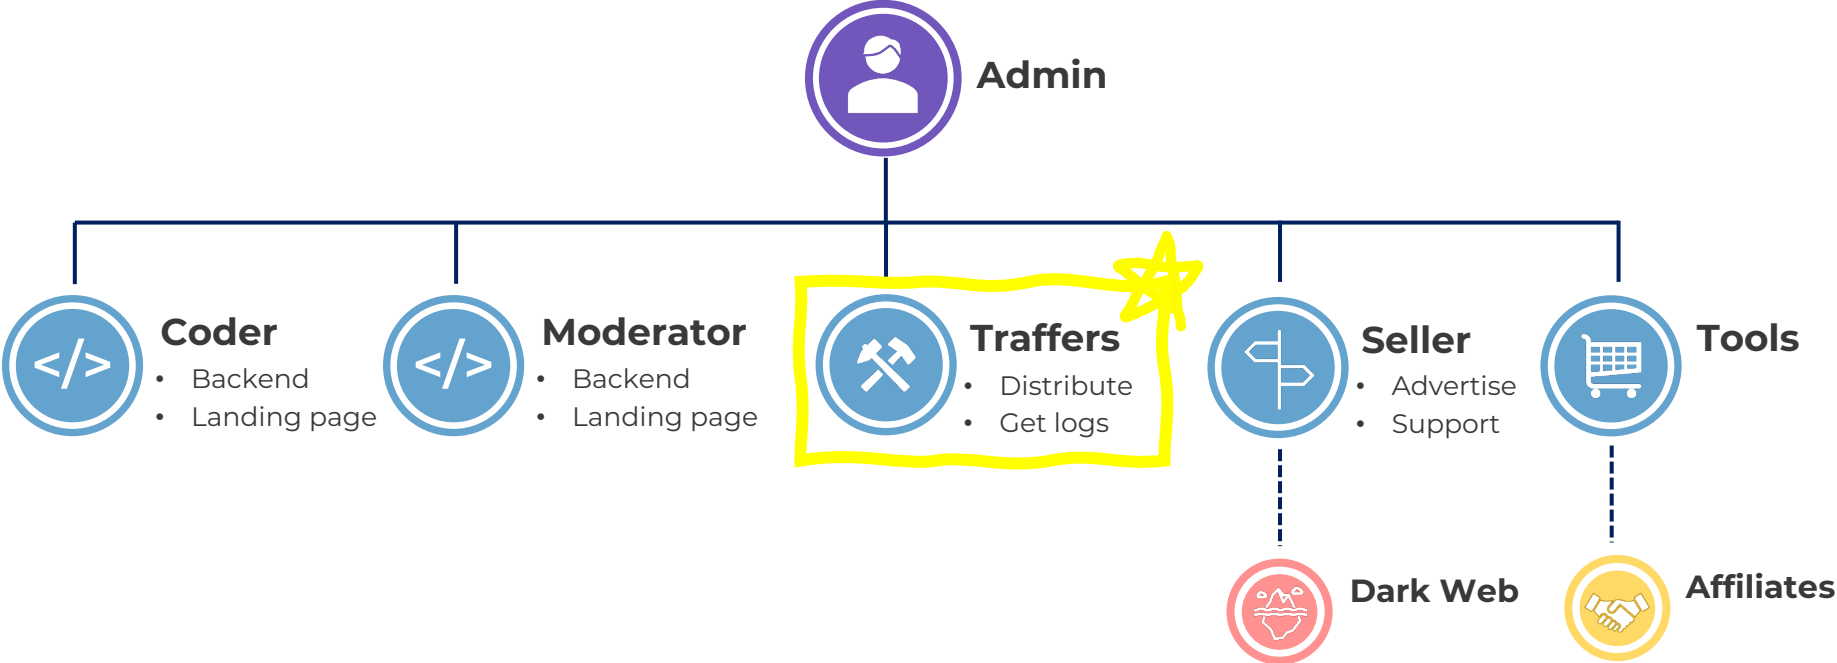 Admin
Coder
• Backend
• Landing page
Moderator
• Backend
• Landing page
Traffers
• Distribute
• Get logs
Seller
• Advertise
• Support
Tools
Dark Web
Affiliates